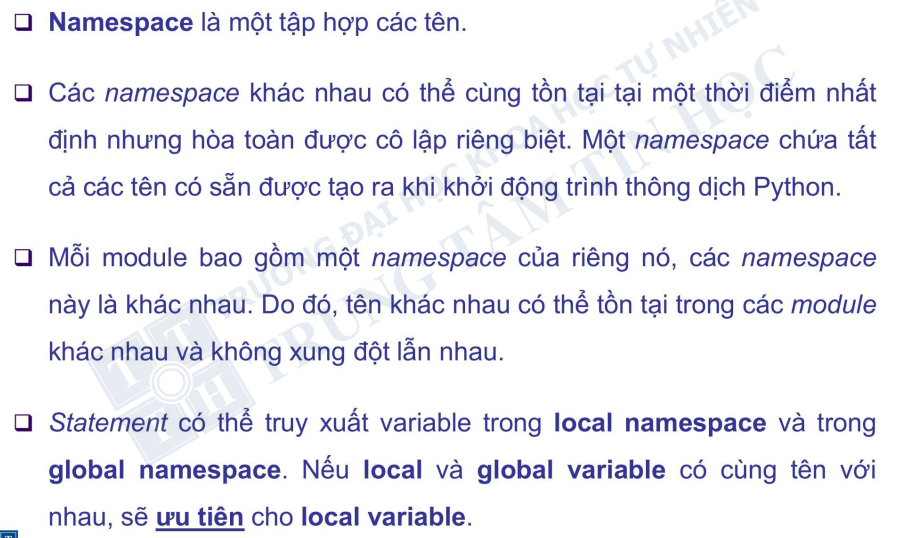 Namespace là một tập hợp các tên.
Các namespace khác nhau có thể cùng tồn tại tại một thời điểm nhất
định nhưng hòa toàn được cô lập riêng biệt. Một namespace chứa tất
cả các tên có sẵn được tạo ra khi khởi động trình thông dịch Python.
Mỗi module bao gồm một namespace của riêng nó, các namespace
này là khác nhau. Do đó, tên khác nhau có thể tồn tại trong các module
khác nhau và không xung đột lẫn nhau.
Statement có thể truy xuất variable trong local namespace và trong
global namespace. Nếu local và global variable có cùng tên với
nhau, sẽ ưu tiên cho local variable.
TRƯỜNG ĐẠI HỌC KHOA HỌC TỰ NHIÊN
TRUNG TÂM TIN HỌC
T T
T H